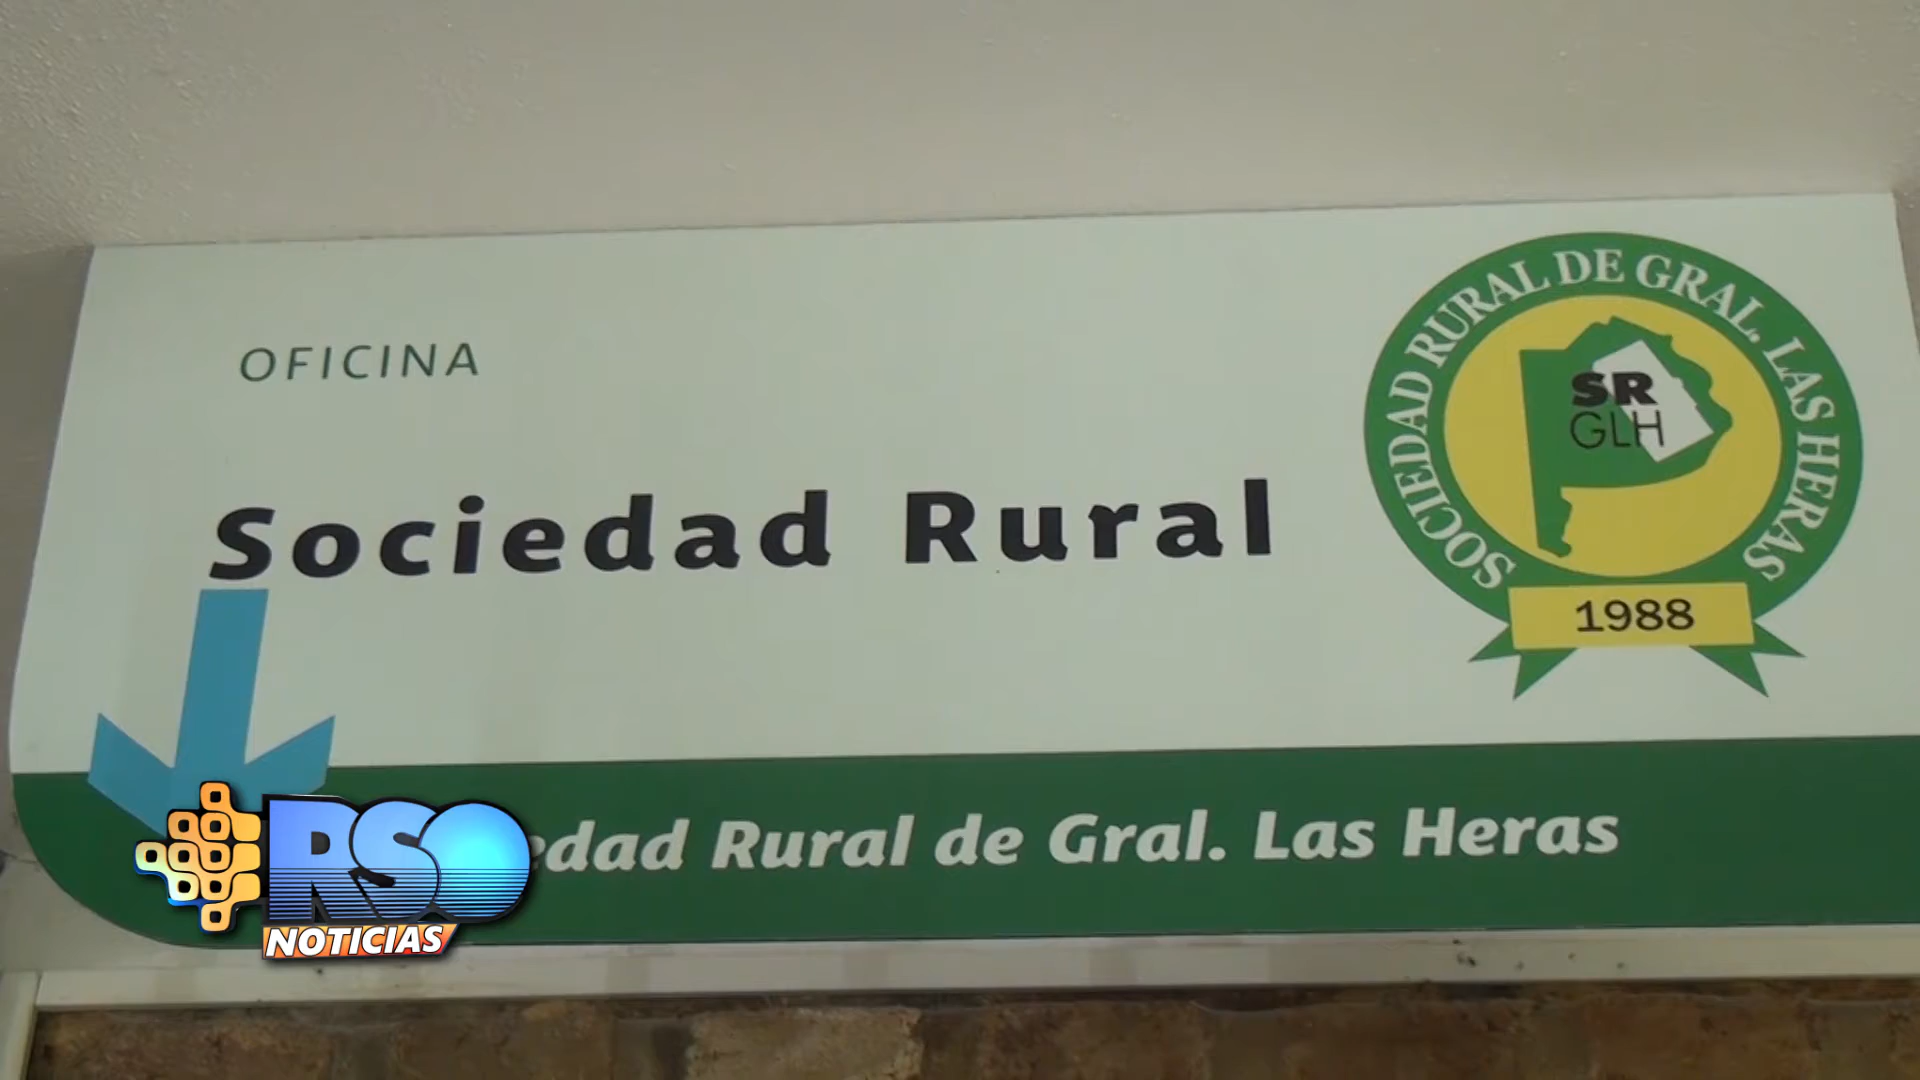 OFICINA
Sociedad Rural
SOCIEDAD RURAL DE GRAL. LAS HERAS
SR
GLH
1988
edad Rural de Gral. Las Heras
RSO
NOTICIAS